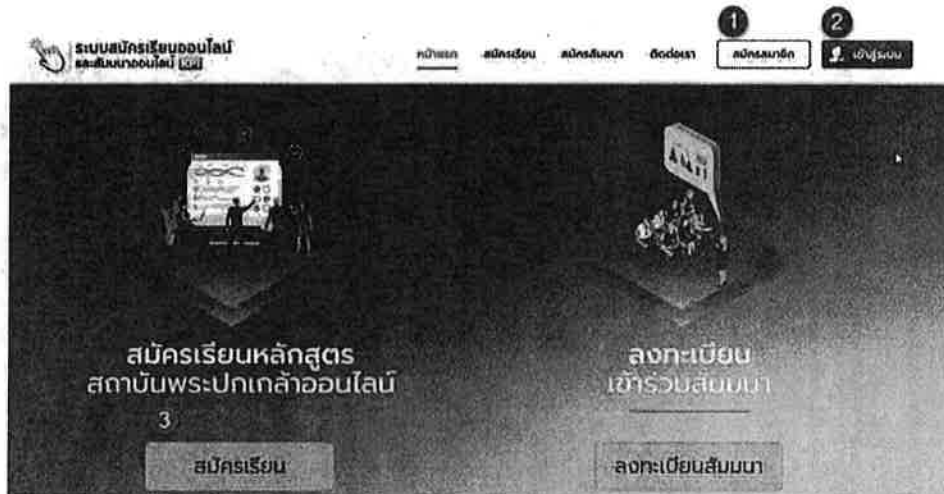 1 2
ระบบสมัครเรียนออนไลน์
และสัมมนาออนไลน์ KPI
หน้าแรก สมัครเรียน สมัครสัมมนา ติดต่อเรา สมัครสมาชิก เข้าสู่ระบบ
สมัครเรียนหลักสูตร
สถาบันพระปกเกล้าออนไลน์
3
สมัครเรียน
ลงทะเบียน
เข้าร่วมสัมมนา
ลงทะเบียนสัมมนา